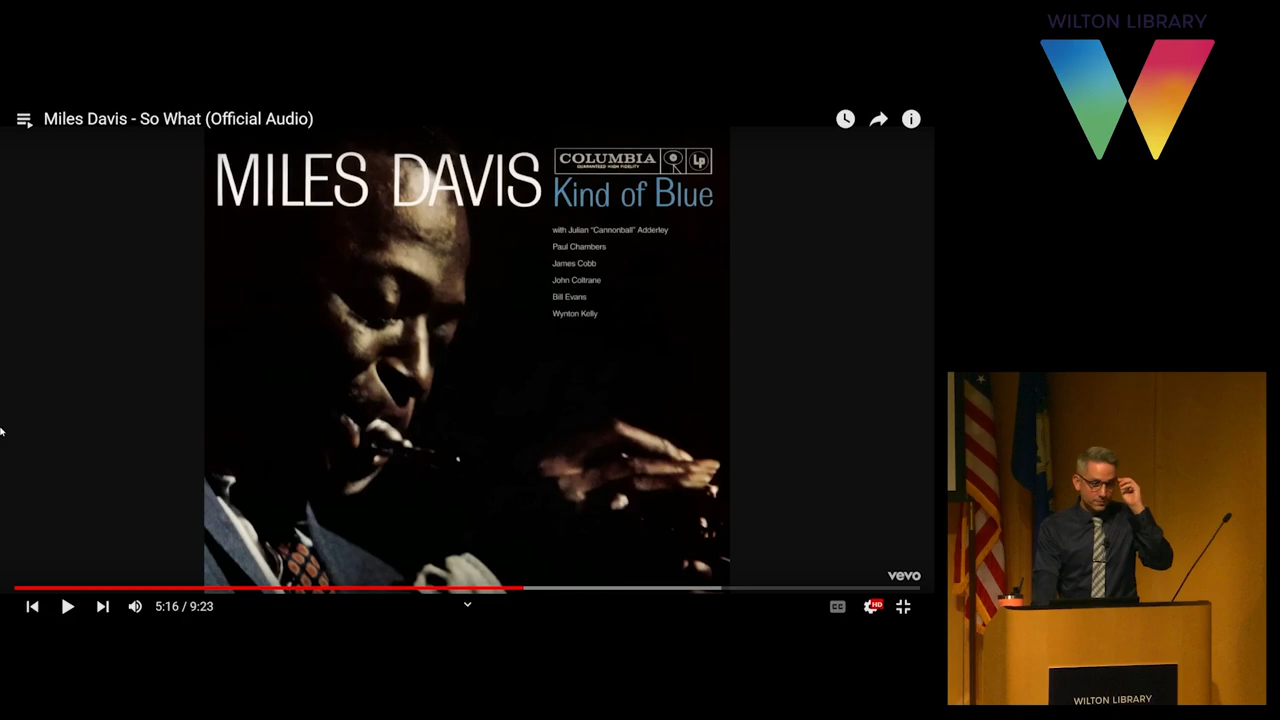 WILTON LIBRARY
Miles Davis - So What (Official Audio)
MILES DAVIS
COLUMBIA
GUARANTEED HIGH FIDELITY
Lp
Kind of Blue
with Julian "Cannonball" Adderley
Paul Chambers
James Cobb
John Coltrane
Bill Evans
Wynton Kelly
vevo
5:16 / 9:23
CC
HD
WILTON LIBRARY